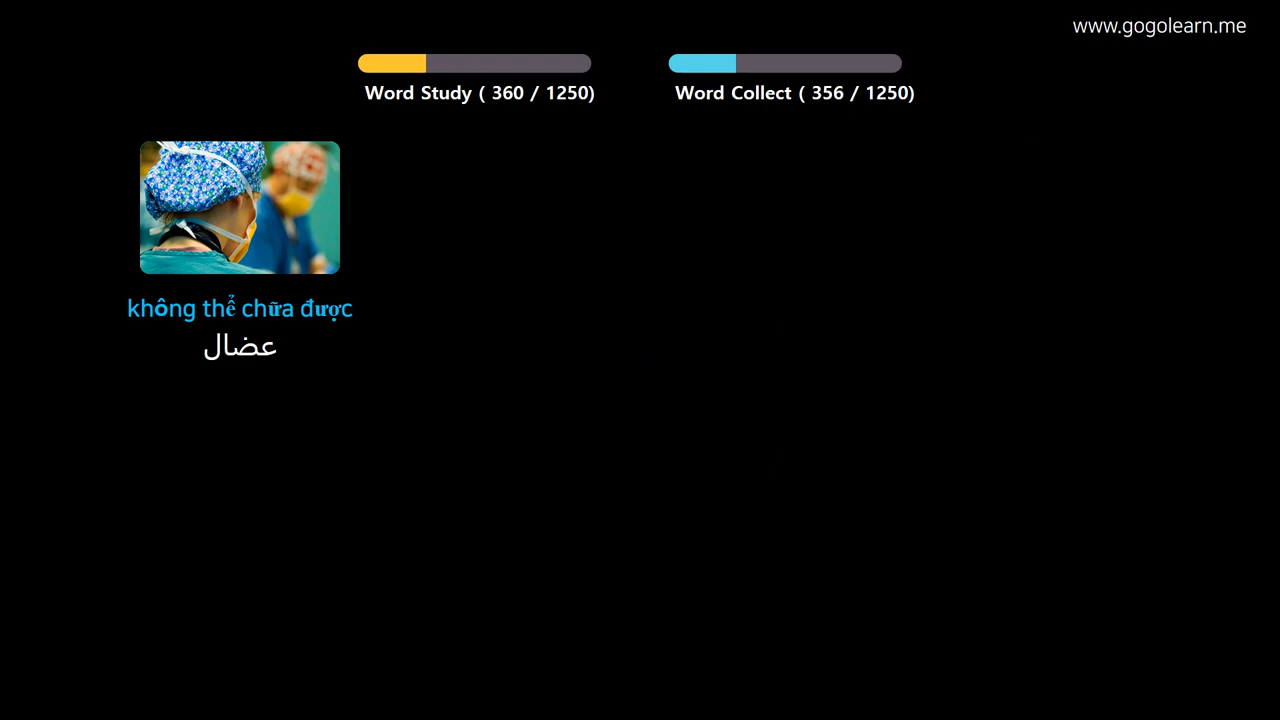 www.gogolearn.me
Word Study ( 360 / 1250)
Word Collect ( 356 / 1250)
không thể chữa được
عضال